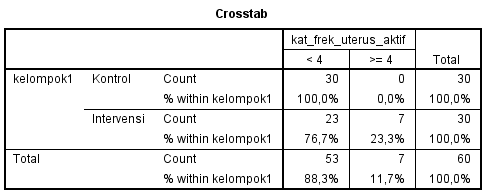 Crosstab
kat_frek_uterus_aktif
< 4 >= 4 Total
kelompok1 Kontrol Count 30 0 30
% within kelompok1 100,0% 0,0% 100,0%
Intervensi Count 23 7 30
% within kelompok1 76,7% 23,3% 100,0%
Total Count 53 7 60
% within kelompok1 88,3% 11,7% 100,0%